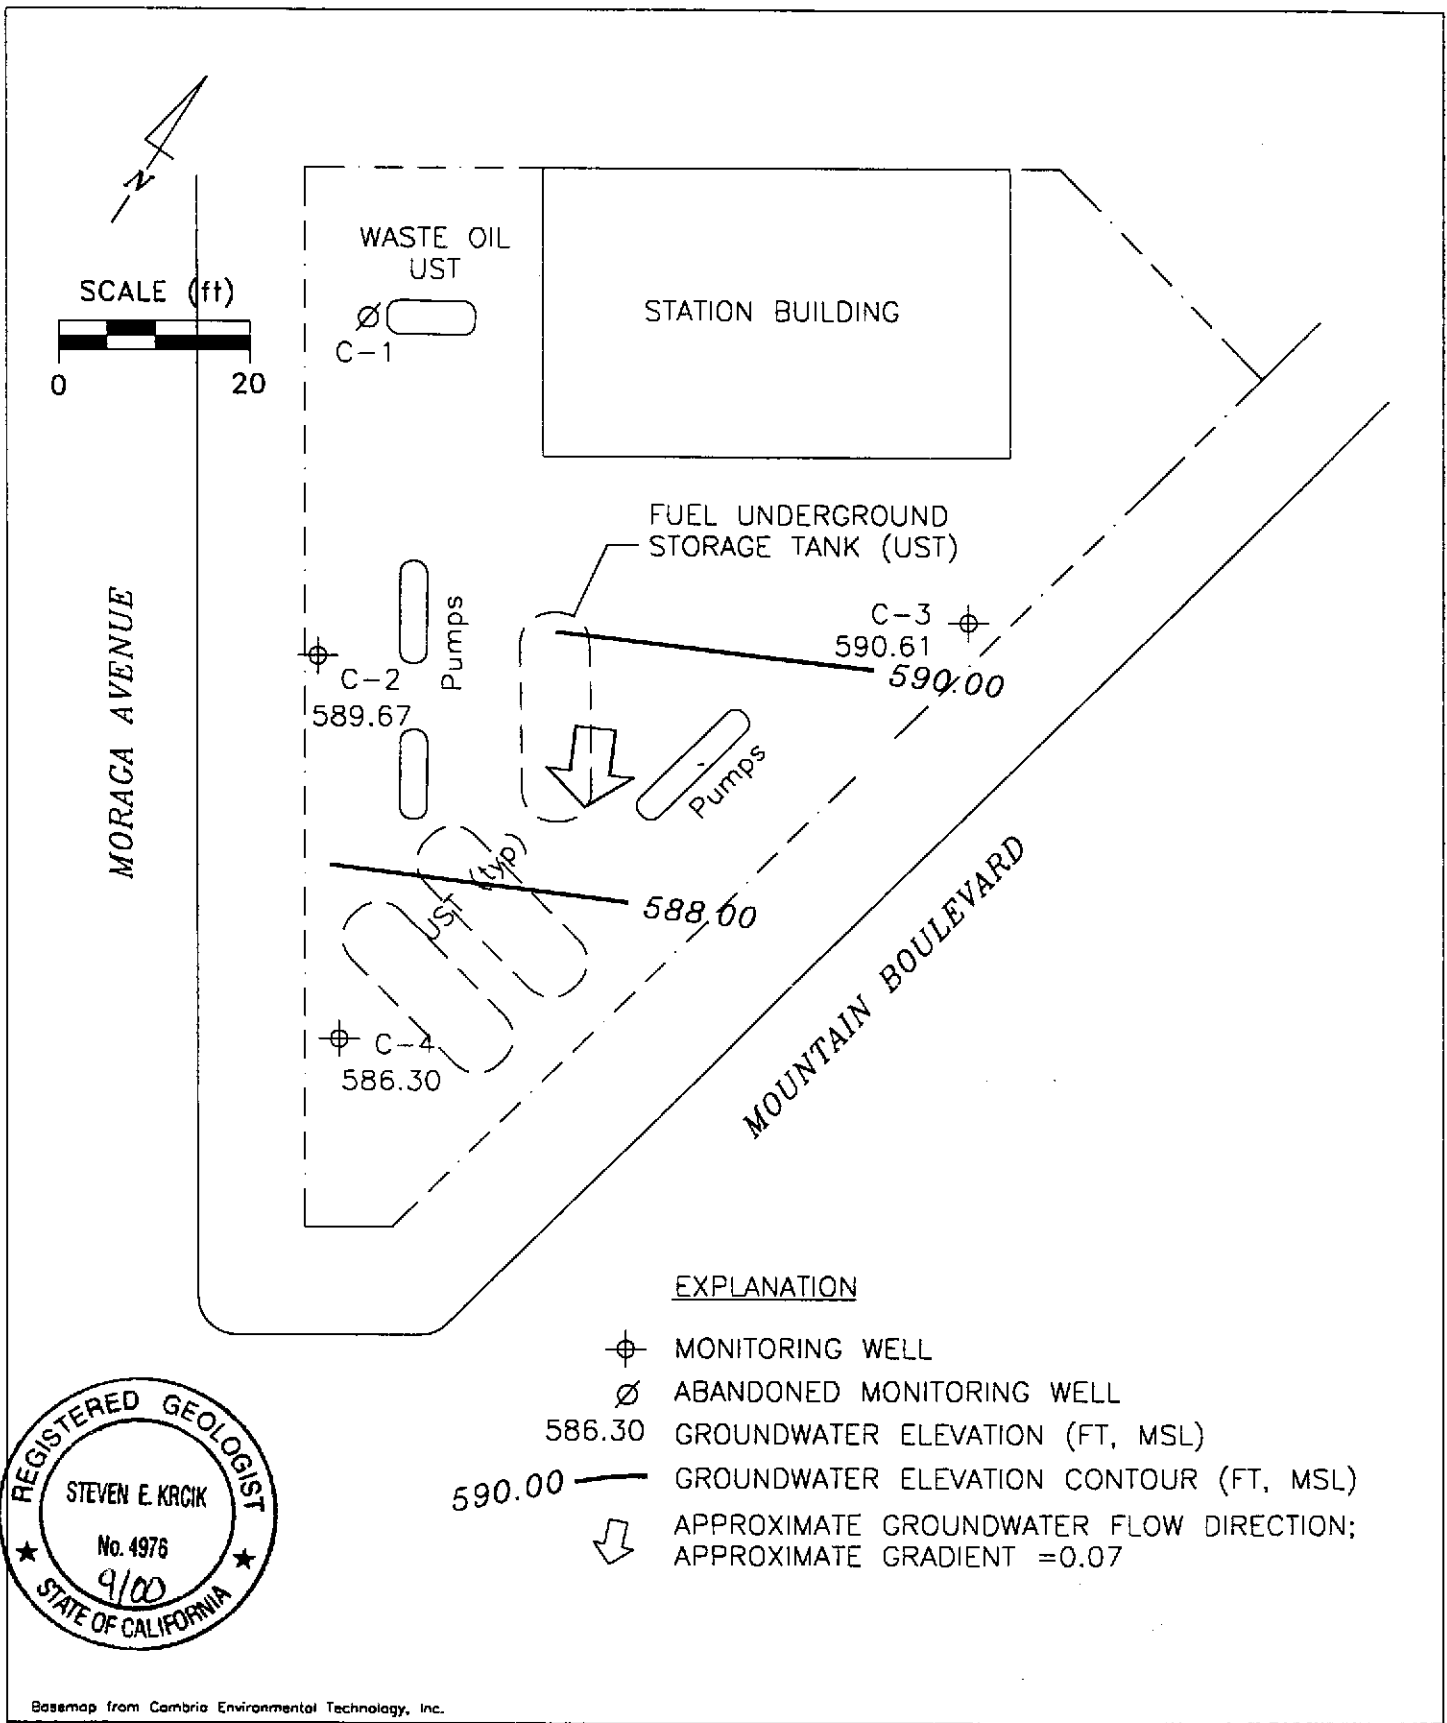 N
SCALE (ft)
0 20
WASTE OIL
UST
C-1
STATION BUILDING
FUEL UNDERGROUND
STORAGE TANK (UST)
MORAGA AVENUE
Pumps
C-2
589.67
C-3
590.61
590.00
Pumps
UST (typ)
588.00
C-4
586.30
MOUNTAIN BOULEVARD
EXPLANATION
MONITORING WELL
ABANDONED MONITORING WELL
586.30 GROUNDWATER ELEVATION (FT, MSL)
590.00 GROUNDWATER ELEVATION CONTOUR (FT, MSL)
APPROXIMATE GROUNDWATER FLOW DIRECTION;
APPROXIMATE GRADIENT =0.07
REGISTERED GEOLOGIST
STEVEN E. KRCIK
No. 4976
9/00
STATE OF CALIFORNIA
Basemap from Cambria Environmental Technology, Inc.